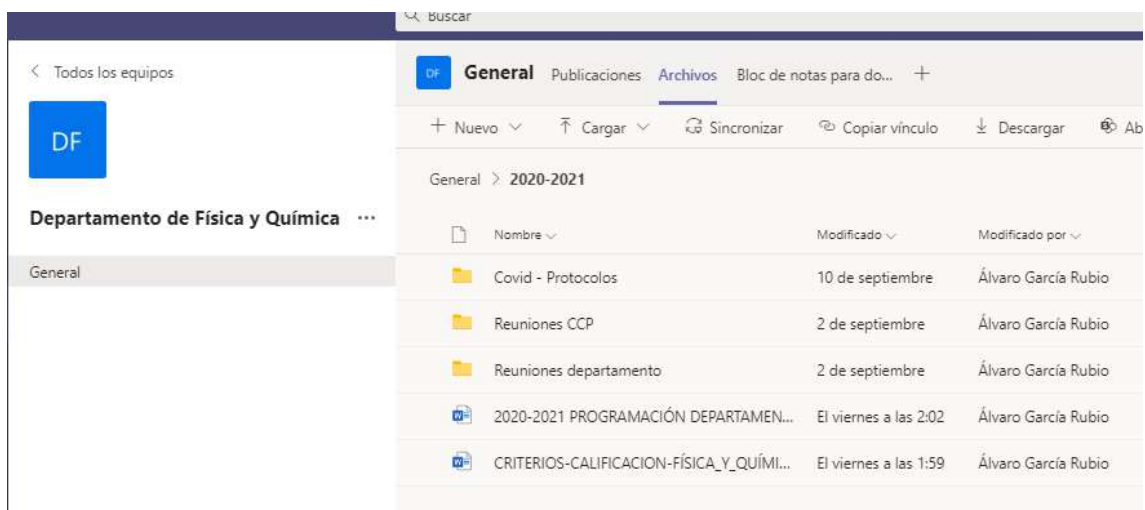 Buscar
Todos los equipos
DF
Departamento de Física y Química ...
General
DF General Publicaciones Archivos Bloc de notas para do... +
+ Nuevo Cargar Sincronizar Copiar vínculo Descargar Ab
General > 2020-2021
Nombre Modificado Modificado por
Covid - Protocolos 10 de septiembre Álvaro García Rubio
Reuniones CCP 2 de septiembre Álvaro García Rubio
Reuniones departamento 2 de septiembre Álvaro García Rubio
2020-2021 PROGRAMACIÓN DEPARTAMEN... El viernes a las 2:02 Álvaro García Rubio
CRITERIOS-CALIFICACION-FÍSICA_Y_QUÍMI... El viernes a las 1:59 Álvaro García Rubio